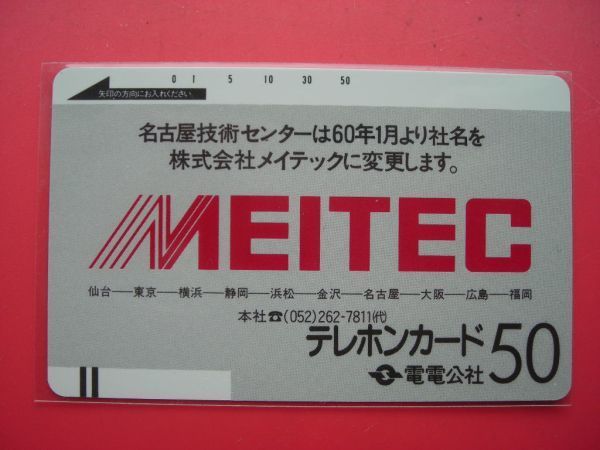 0 1 5 10 30 50
矢印の方向にお入れください。
名古屋技術センターは60年1月より社名を
株式会社メイテックに変更します。
MEITEC
仙台―東京―横浜―静岡―浜松―金沢―名古屋―大阪―広島―福岡
本社☎(052)262-7811(代)
テレホンカード50
電電公社